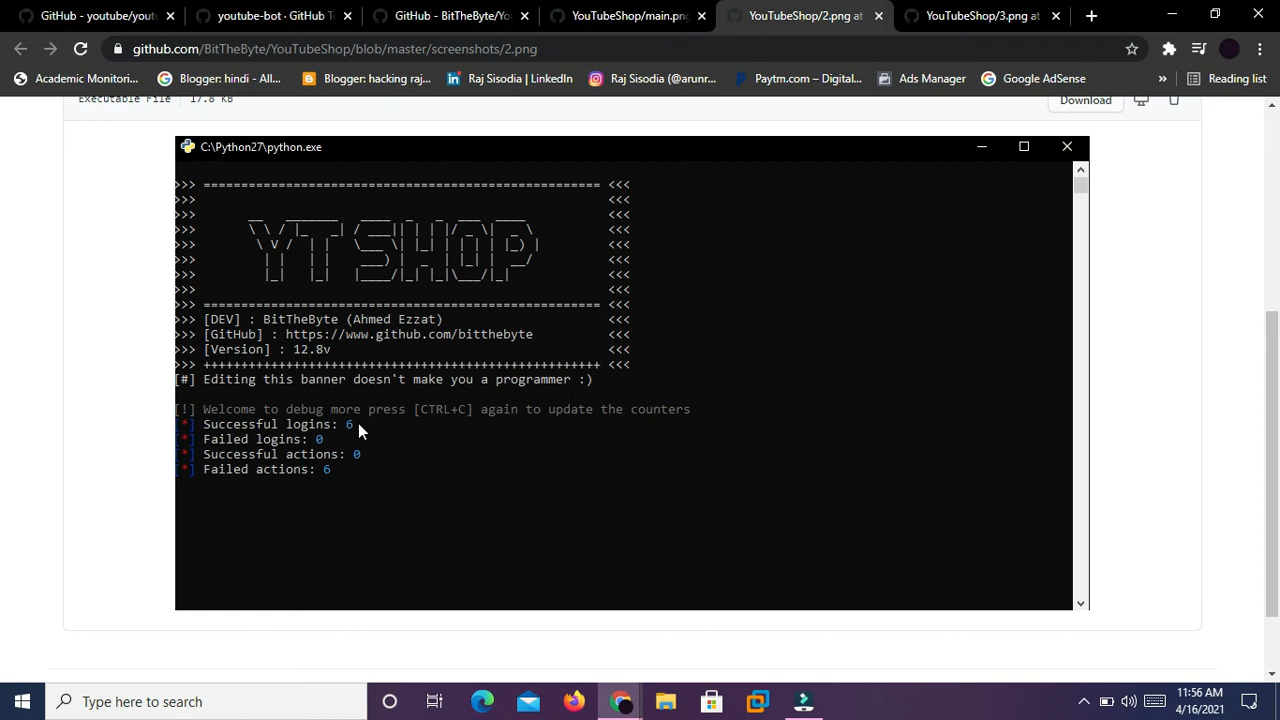 GitHub - youtube/yout
youtube-bot · GitHub T
GitHub - BitTheByte/Yo
YouTubeShop/main.png
YouTubeShop/2.png at
YouTubeShop/3.png at
github.com/BitTheByte/YouTubeShop/blob/master/screenshots/2.png
Academic Monitori...
Blogger: hindi - All...
Blogger: hacking raj...
Raj Sisodia | LinkedIn
Raj Sisodia (@arunr...
Paytm.com – Digital...
Ads Manager
Google AdSense
»
Reading list
Executable File
17.8 KB
Download
C:\Python27\python.exe
>>> ==================================================== <<<
>>> <<<
>>> YT SHOP <<<
>>> <<<
>>> ==================================================== <<<
>>> [DEV] : BitTheByte (Ahmed Ezzat) <<<
>>> [GitHub] : https://www.github.com/bitthebyte <<<
>>> [Version] : 12.8v <<<
>>> ++++++++++++++++++++++++++++++++++++++++++++++++++++ <<<
[#] Editing this banner doesn't make you a programmer :)
[!] Welcome to debug more press [CTRL+C] again to update the counters
[*] Successful logins: 6
[*] Failed logins: 0
[*] Successful actions: 0
[*] Failed actions: 6
Type here to search
11:56 AM
4/16/2021